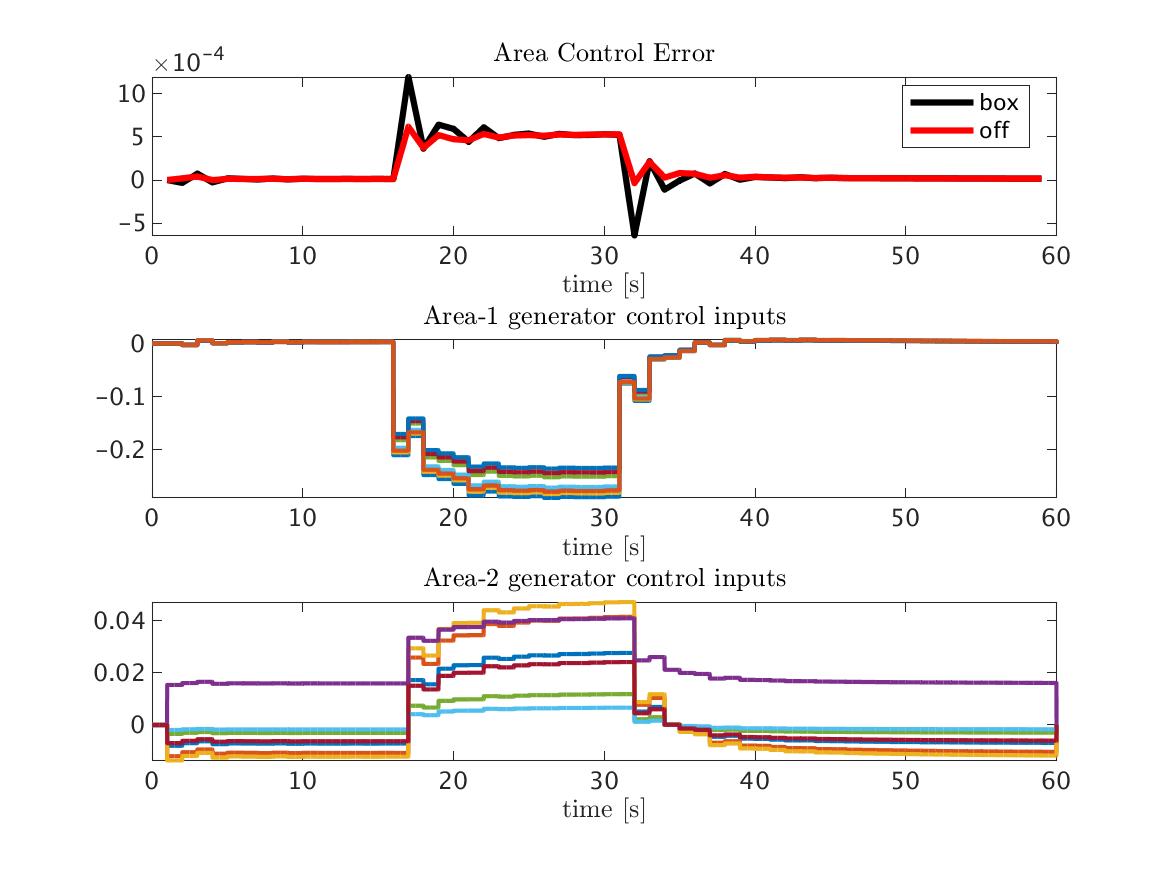 Area Control Error
×10⁻⁴
10
5
0
–5
box
off
0 10 20 30 40 50 60
time [s]
Area-1 generator control inputs
0
–0.1
–0.2
0 10 20 30 40 50 60
time [s]
Area-2 generator control inputs
0.04
0.02
0
0 10 20 30 40 50 60
time [s]